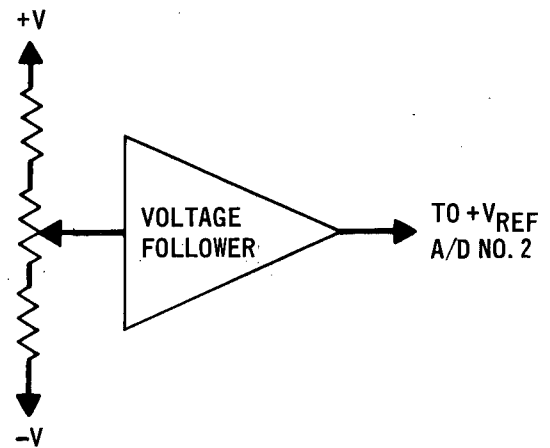 +V
VOLTAGE
FOLLOWER
TO +VREF
A/D NO. 2
-V